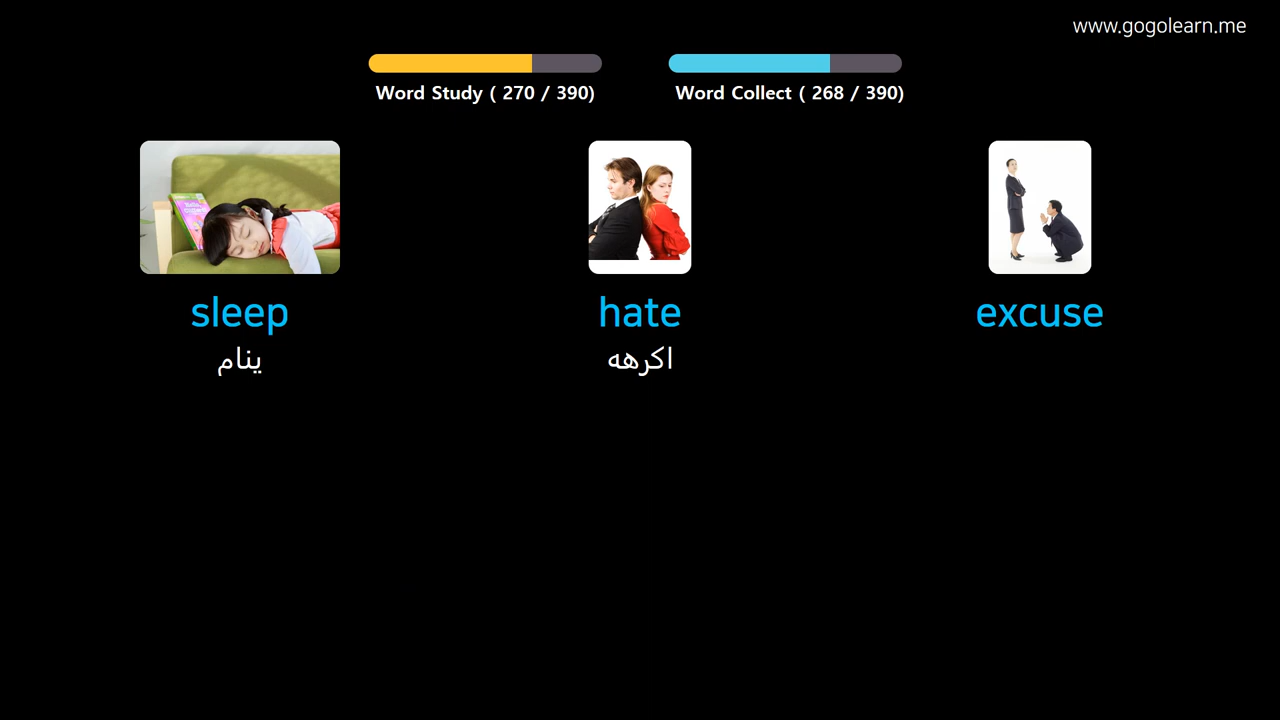 www.gogolearn.me
Word Study ( 270 / 390)
Word Collect ( 268 / 390)
sleep
ينام
hate
اكرهه
excuse